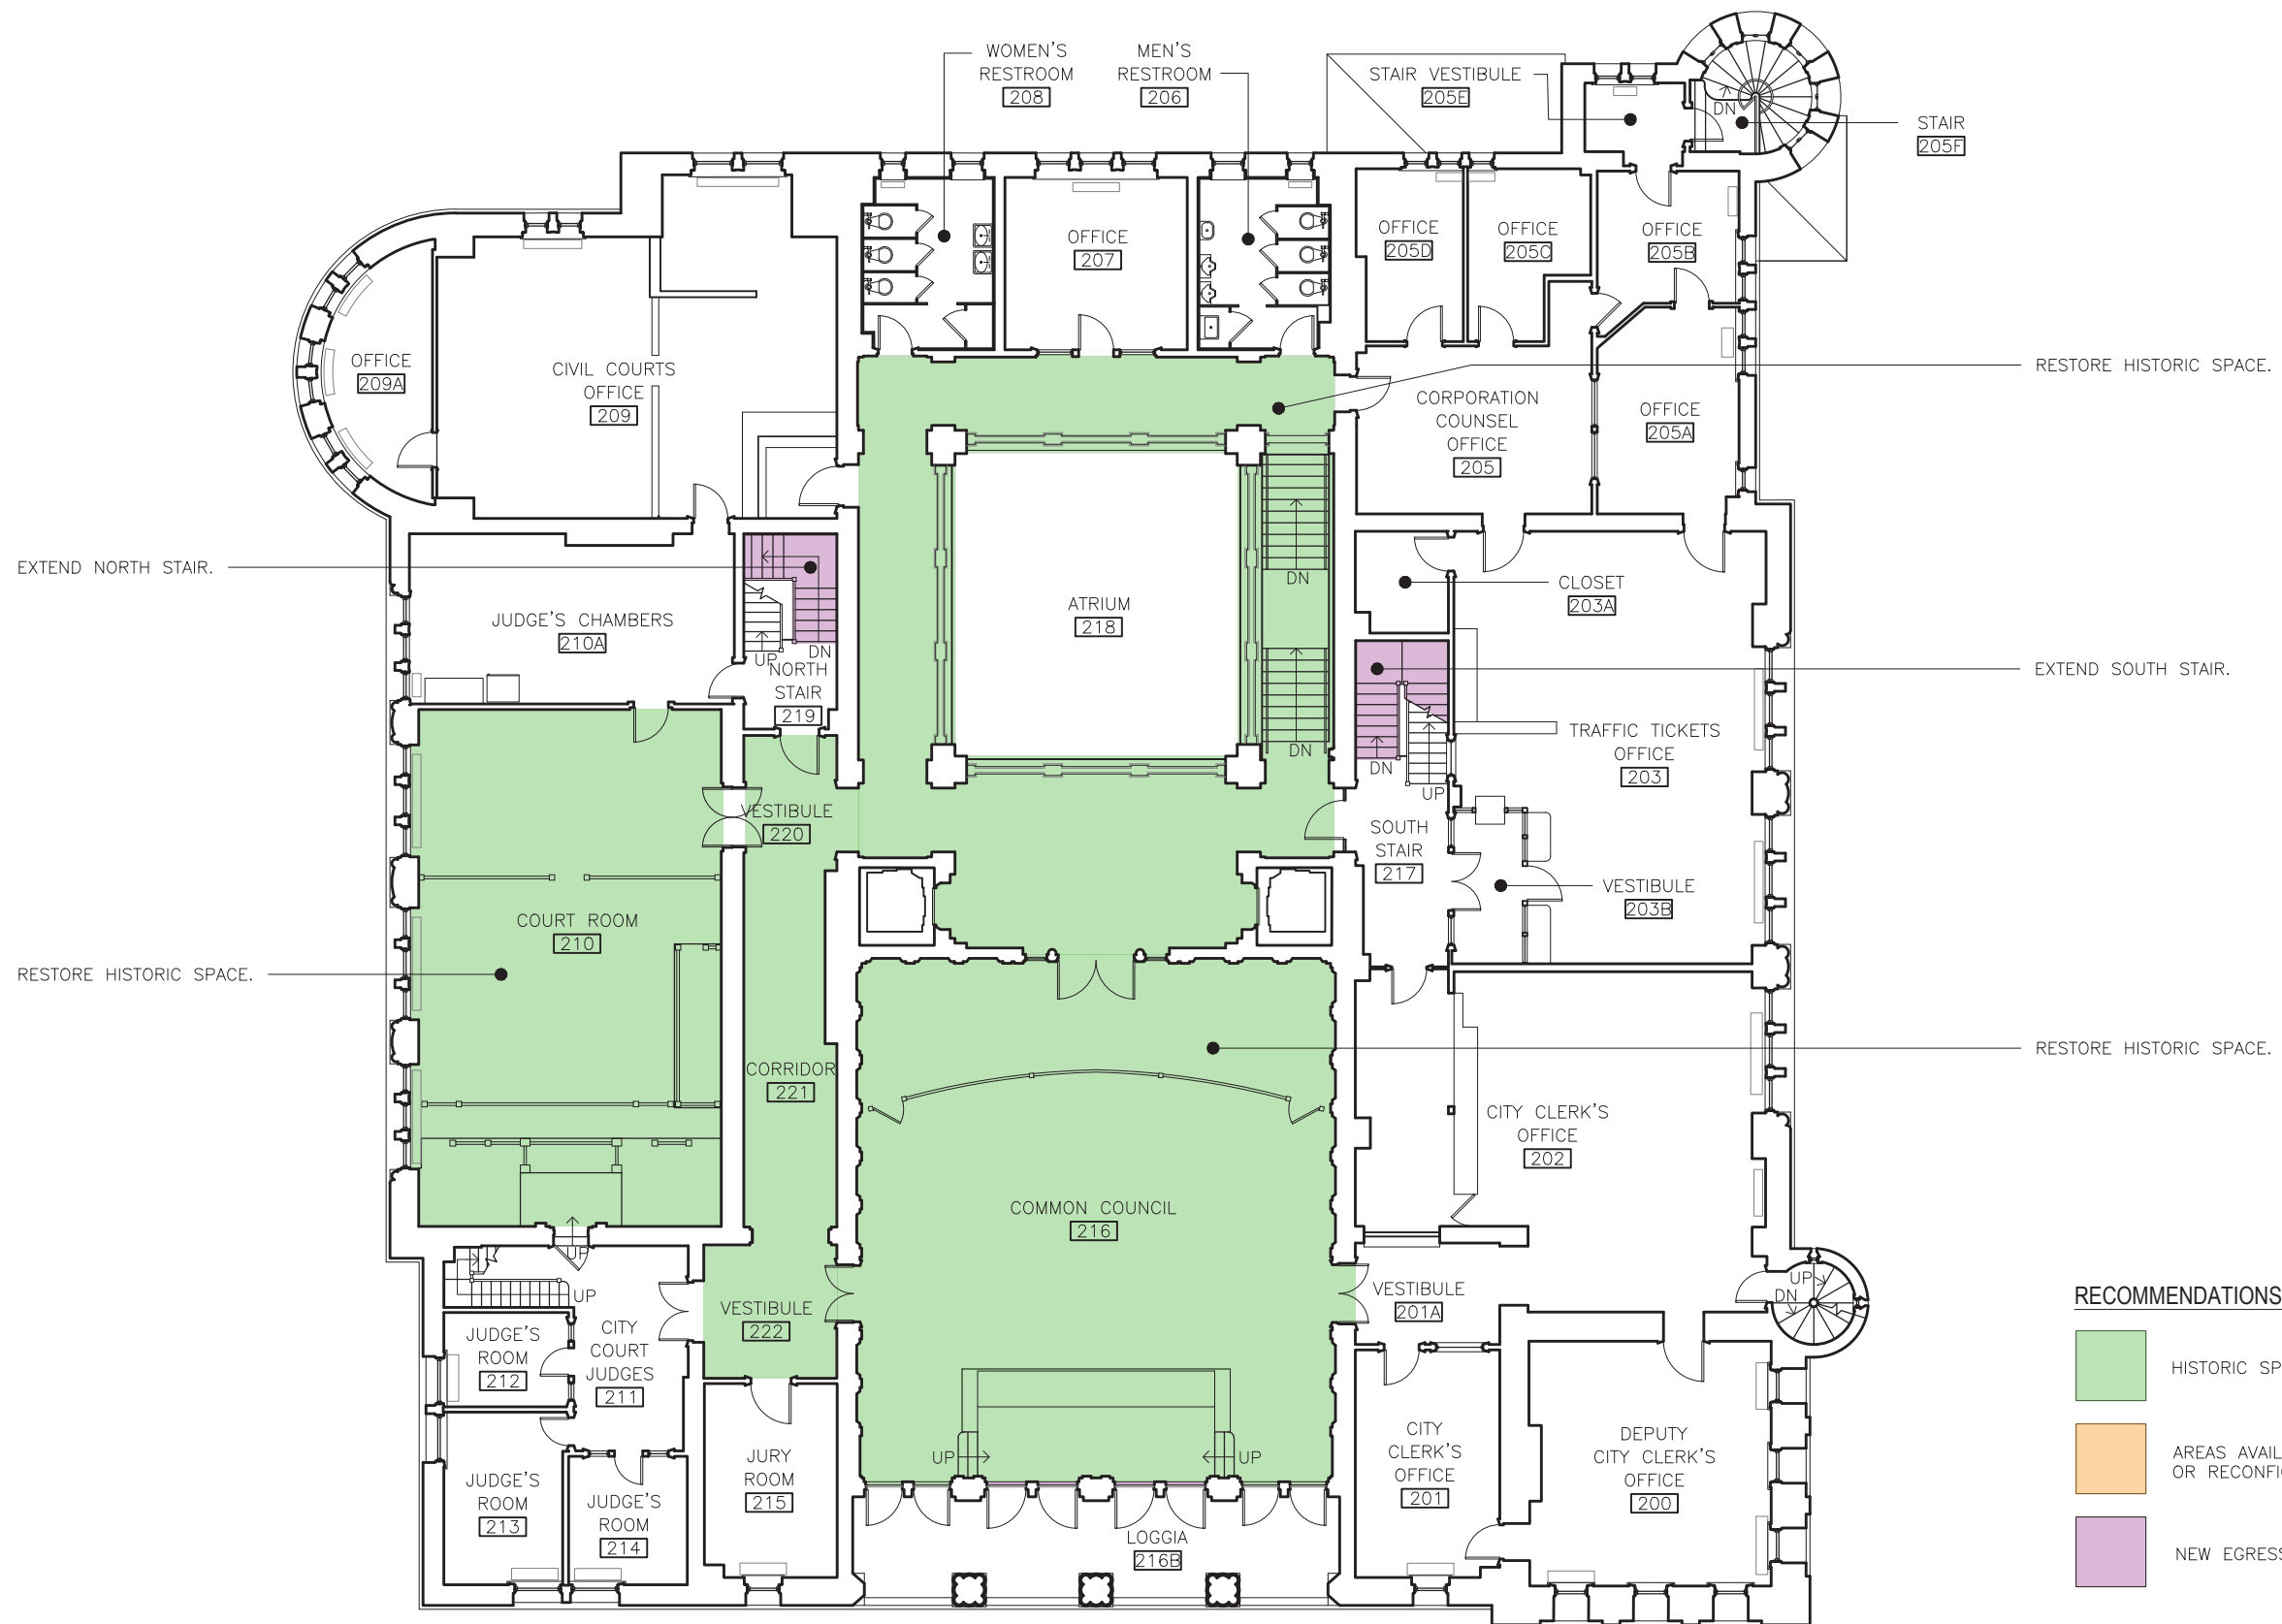 WOMEN'S
RESTROOM
208
MEN'S
RESTROOM
206
STAIR VESTIBULE
205E
DN
STAIR
205F
OFFICE
207
OFFICE
205D
OFFICE
205C
OFFICE
205B
OFFICE
209A
CIVIL COURTS
OFFICE
209
RESTORE HISTORIC SPACE.
CORPORATION
COUNSEL
OFFICE
205
OFFICE
205A
EXTEND NORTH STAIR.
DN
CLOSET
203A
ATRIUM
218
JUDGE'S CHAMBERS
210A
UP
DN
NORTH
STAIR
219
EXTEND SOUTH STAIR.
DN
DN
UP
TRAFFIC TICKETS
OFFICE
203
VESTIBULE
220
SOUTH
STAIR
217
VESTIBULE
203B
COURT ROOM
210
RESTORE HISTORIC SPACE.
RESTORE HISTORIC SPACE.
CORRIDOR
221
CITY CLERK'S
OFFICE
202
COMMON COUNCIL
216
UP
UP
UP
DN
VESTIBULE
222
VESTIBULE
201A
CITY
COURT
JUDGES
211
JUDGE'S
ROOM
212
JUDGE'S
ROOM
213
JUDGE'S
ROOM
214
JURY
ROOM
215
UP
UP
CITY
CLERK'S
OFFICE
201
DEPUTY
CITY CLERK'S
OFFICE
200
LOGGIA
216B
RECOMMENDATIONS
HISTORIC
AREAS
OR
NEW